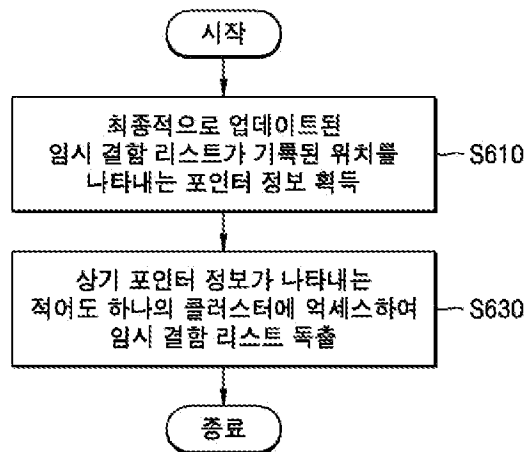 시작
최종적으로 업데이트된
임시 결함 리스트가 기록된 위치를
나타내는 포인터 정보 획득
S610
상기 포인터 정보가 나타내는
적어도 하나의 클러스터에 억세스하여
임시 결함 리스트 독출
S630
종료